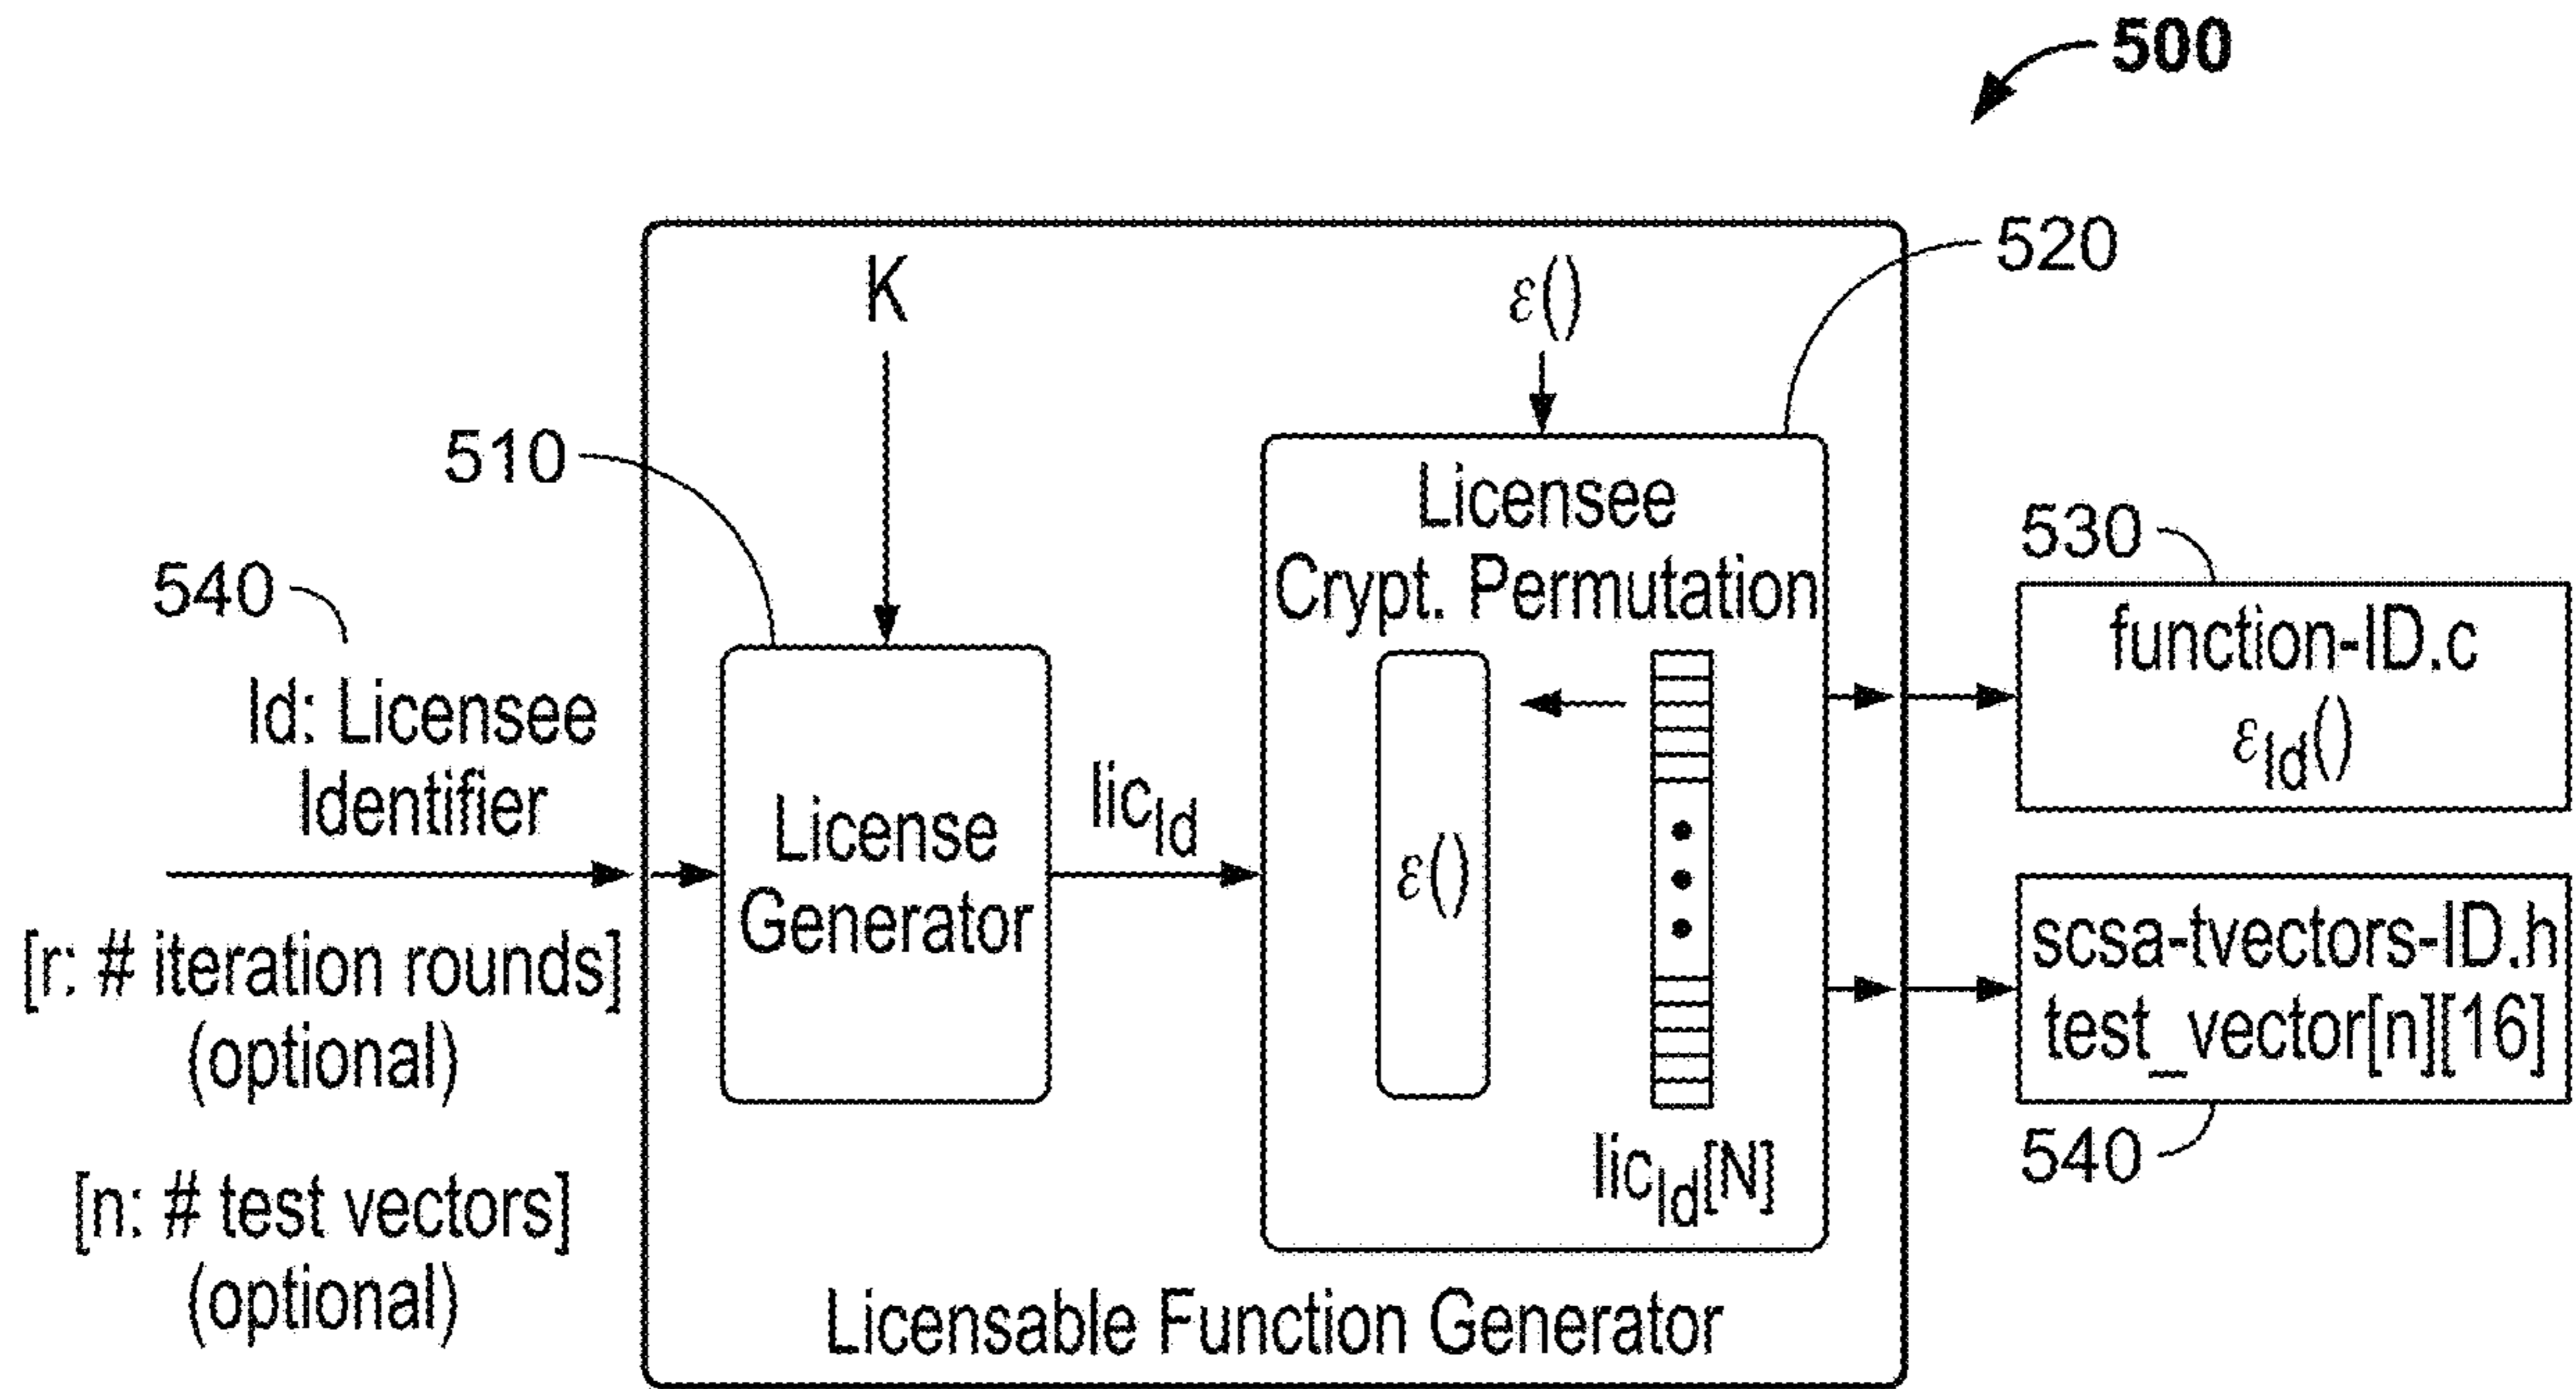 500
K
ε()
520
510
Licensee
Crypt. Permutation
530
540
function-ID.c
ε_Id()
Id: Licensee
Identifier
lic_Id
License
Generator
ε()
scsa-tvectors-ID.h
test_vector[n][16]
[r: # iteration rounds]
(optional)
540
lic_Id[N]
[n: # test vectors]
(optional)
Licensable Function Generator